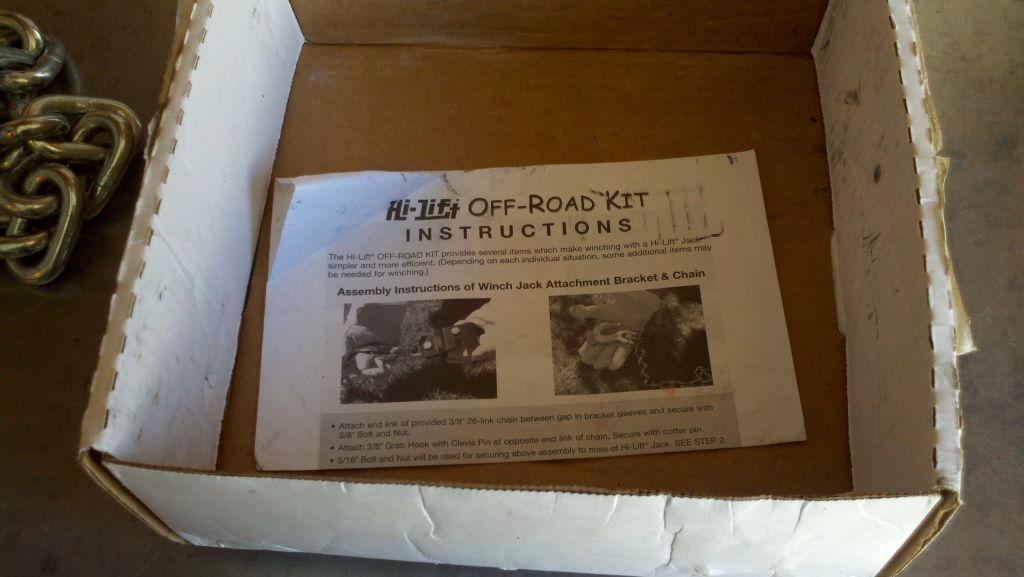 Hi-Lift OFF-ROAD KIT
INSTRUCTIONS
The Hi-Lift® OFF-ROAD KIT provides several items which make winching with a Hi-Lift® Jack
simpler and more efficient. (Depending on each individual situation, some additional items may
be needed for winching.)
Assembly Instructions of Winch Jack Attachment Bracket & Chain
• Attach end link of provided 3/8" 26-link chain between gap in bracket sleeves and secure with
3/8" Bolt and Nut.
• Attach 3/8" Grab Hook with Clevis Pin at opposite end link of chain. Secure with cotter pin.
• 5/16" Bolt and Nut will be used for securing above assembly to nose of Hi-Lift® Jack. SEE STEP 2.